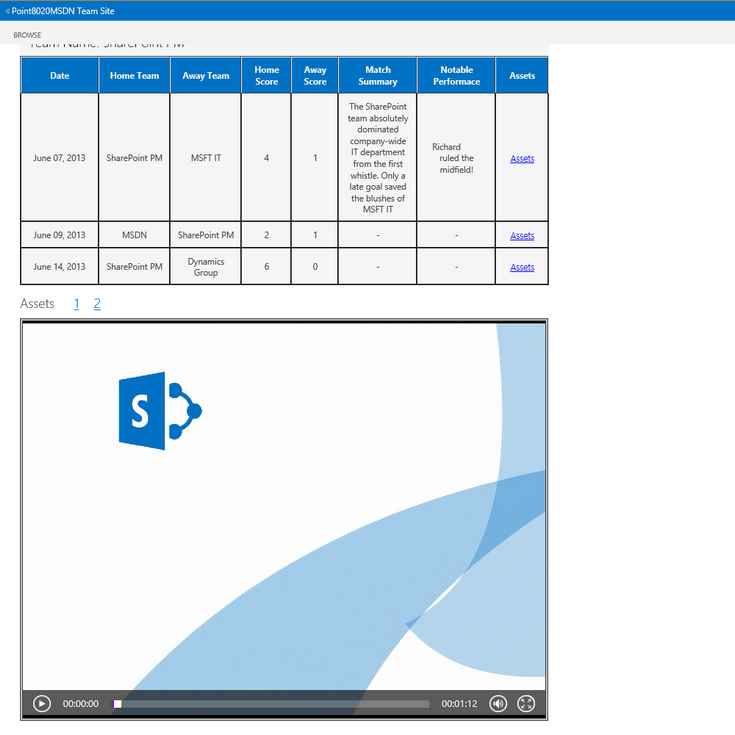 Point8020MSDN Team Site
BROWSE
Team Name: SharePoint PM
Date Home Team Away Team Home Score Away Score Match Summary Notable Performace Assets
June 07, 2013 SharePoint PM MSFT IT 4 1 The SharePoint team absolutely dominated company-wide IT department from the first whistle. Only a late goal saved the blushes of MSFT IT Richard ruled the midfield! Assets
June 09, 2013 MSDN SharePoint PM 2 1 - - Assets
June 14, 2013 SharePoint PM Dynamics Group 6 0 - - Assets
Assets 1 2
S
00:00:00 00:01:12